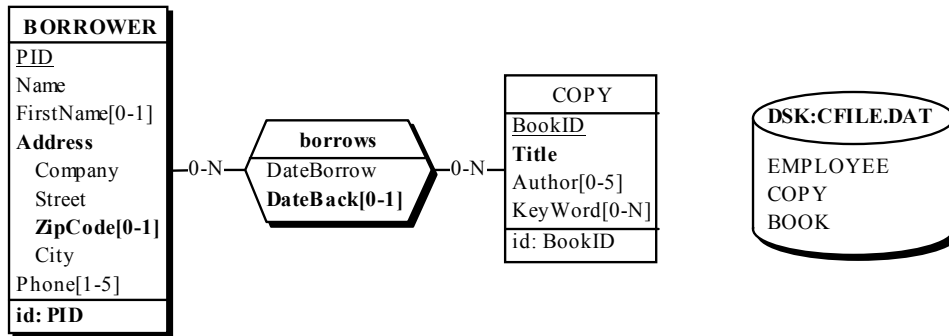 BORROWER
PID
Name
FirstName[0-1]
Address
Company
Street
ZipCode[0-1]
City
Phone[1-5]
id: PID
0-N
borrows
DateBorrow
DateBack[0-1]
0-N
COPY
BookID
Title
Author[0-5]
KeyWord[0-N]
id: BookID
DSK:CFILE.DAT
EMPLOYEE
COPY
BOOK